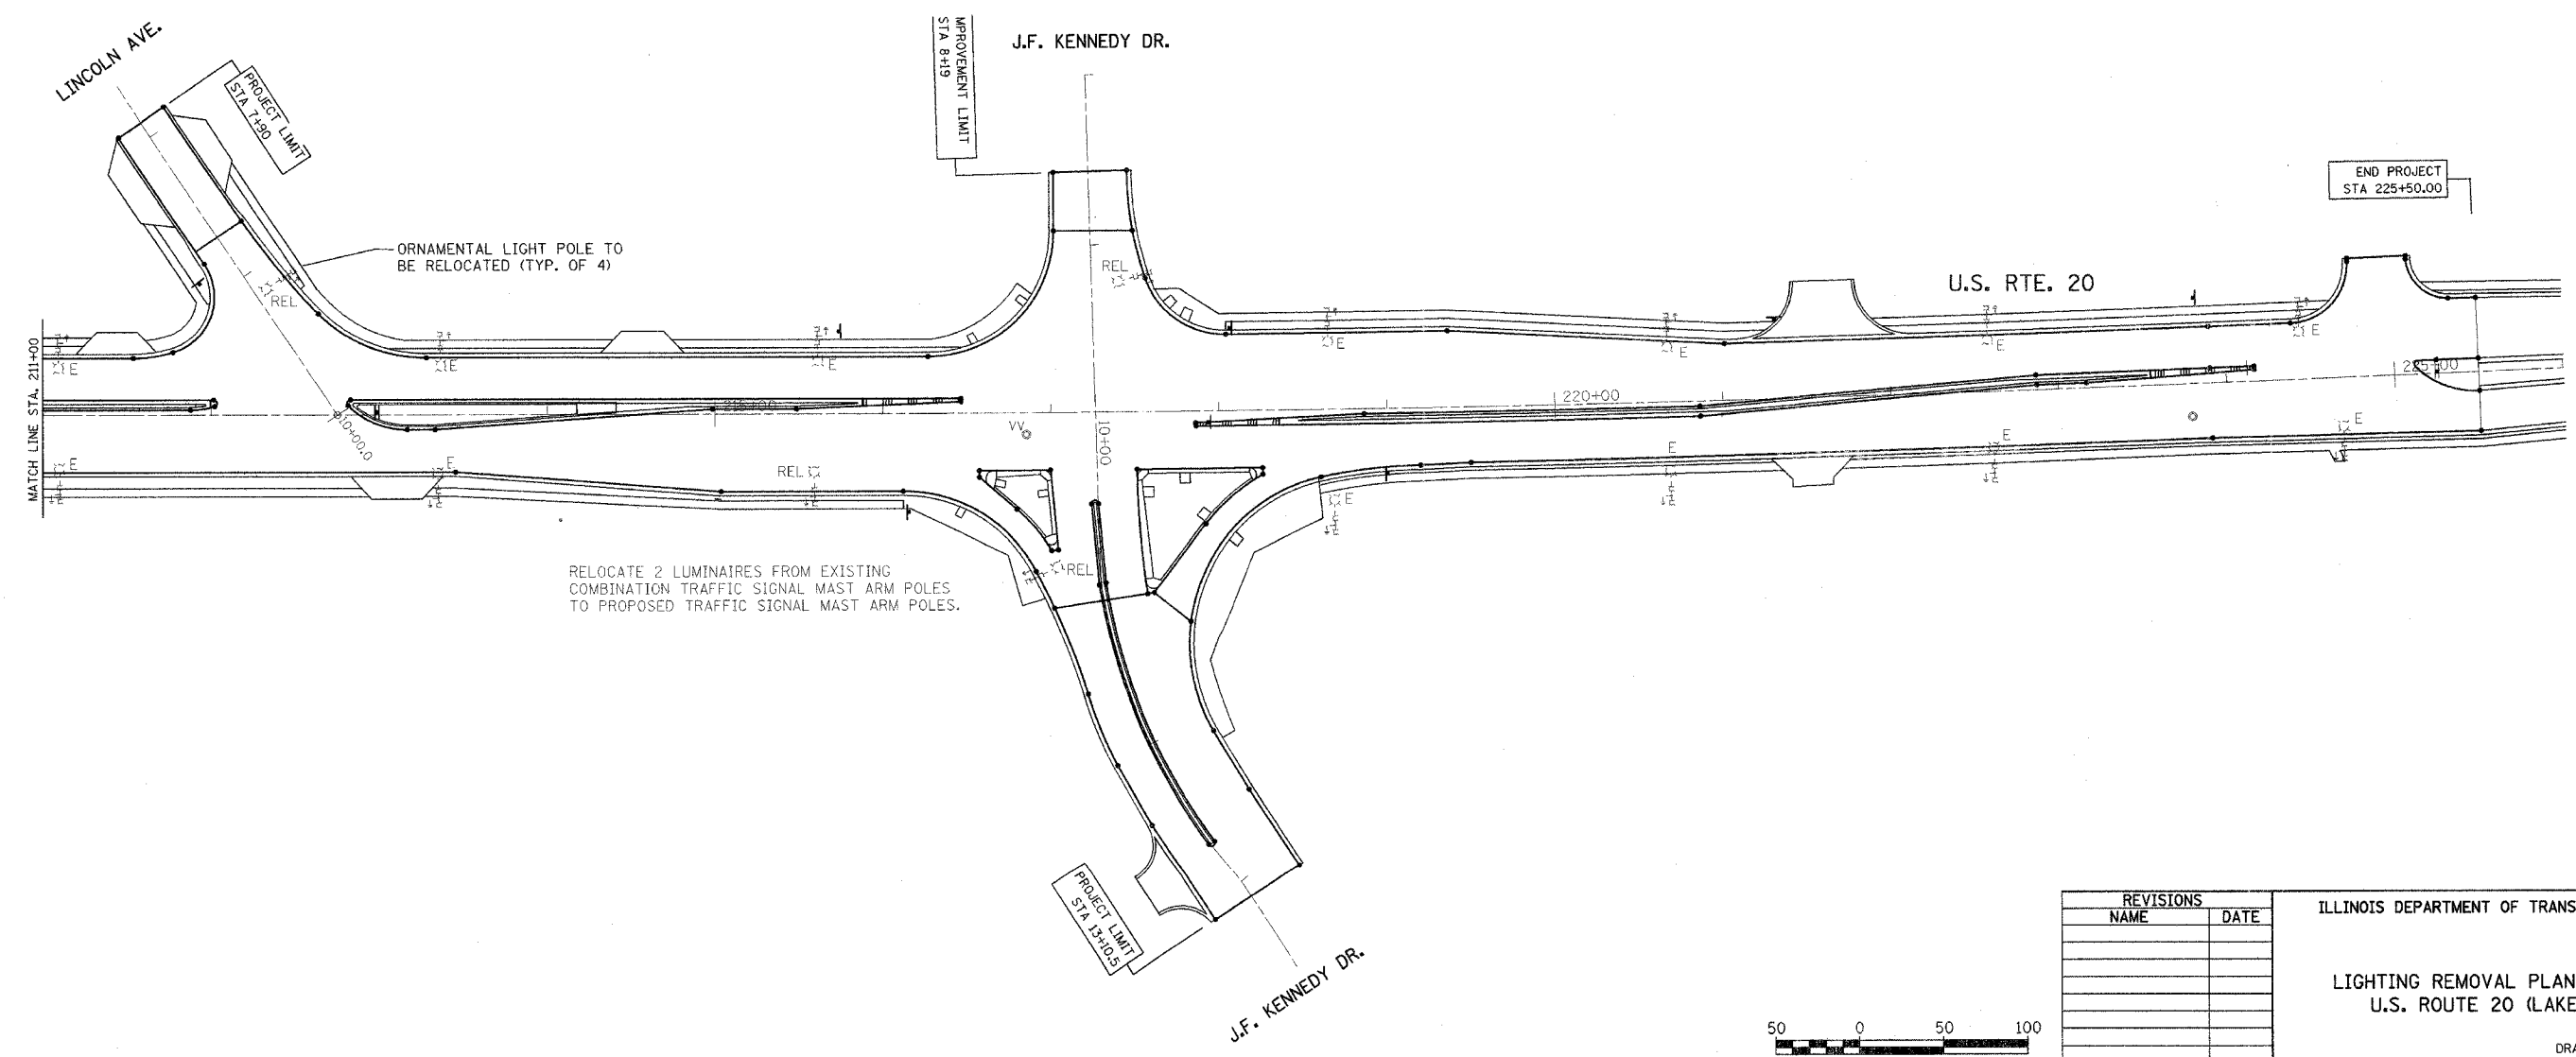 LINCOLN AVE.
PROJECT LIMIT
STA 7+90
MPROVEMENT LIMIT
STA 8+19
J.F. KENNEDY DR.
END PROJECT
STA 225+50.00
ORNAMENTAL LIGHT POLE TO
BE RELOCATED (TYP. OF 4)
REL
REL
U.S. RTE. 20
MATCH LINE STA. 211+00
E
E
E
E
E
E
E
10+00.0
215+00
VV
10+00
220+00
225+00
E
E
REL
E
E
E
E
REL
RELOCATE 2 LUMINAIRES FROM EXISTING
COMBINATION TRAFFIC SIGNAL MAST ARM POLES
TO PROPOSED TRAFFIC SIGNAL MAST ARM POLES.
PROJECT LIMIT
STA 13+10.5
J.F. KENNEDY DR.
50 0 50 100
REVISIONS
NAME DATE
ILLINOIS DEPARTMENT OF TRANS
LIGHTING REMOVAL PLAN
U.S. ROUTE 20 (LAKE
DRA